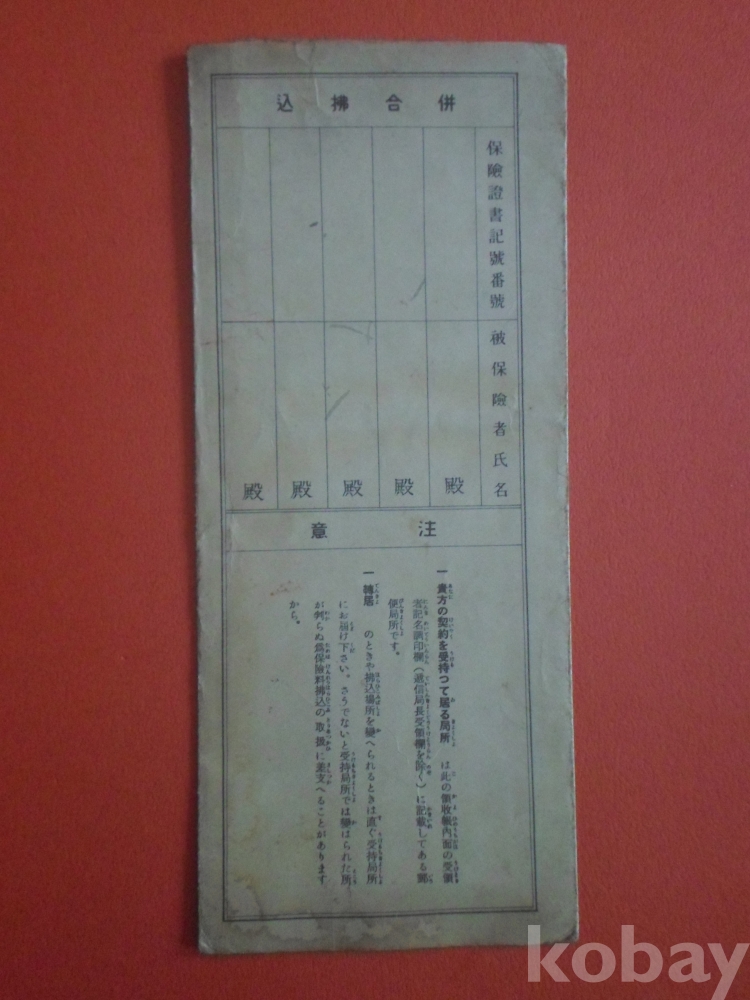 併合拂込
保險證書記號番號
被保險者氏名
殿
殿
殿
殿
殿
注意
一 貴方の契約を受持つて居る局所 は此の領收帳內面の受領
者記名調印欄(遞信局長受領欄を除く)に記載してある郵
便局所です。
一 轉居 のときや拂込場所を變へられるときは直ぐ受持局所
にお屆け下さい。さうでないと受持局所では變はられた所
が判らぬ爲保險料拂込の取扱に差支へることがあります
から。
kobay